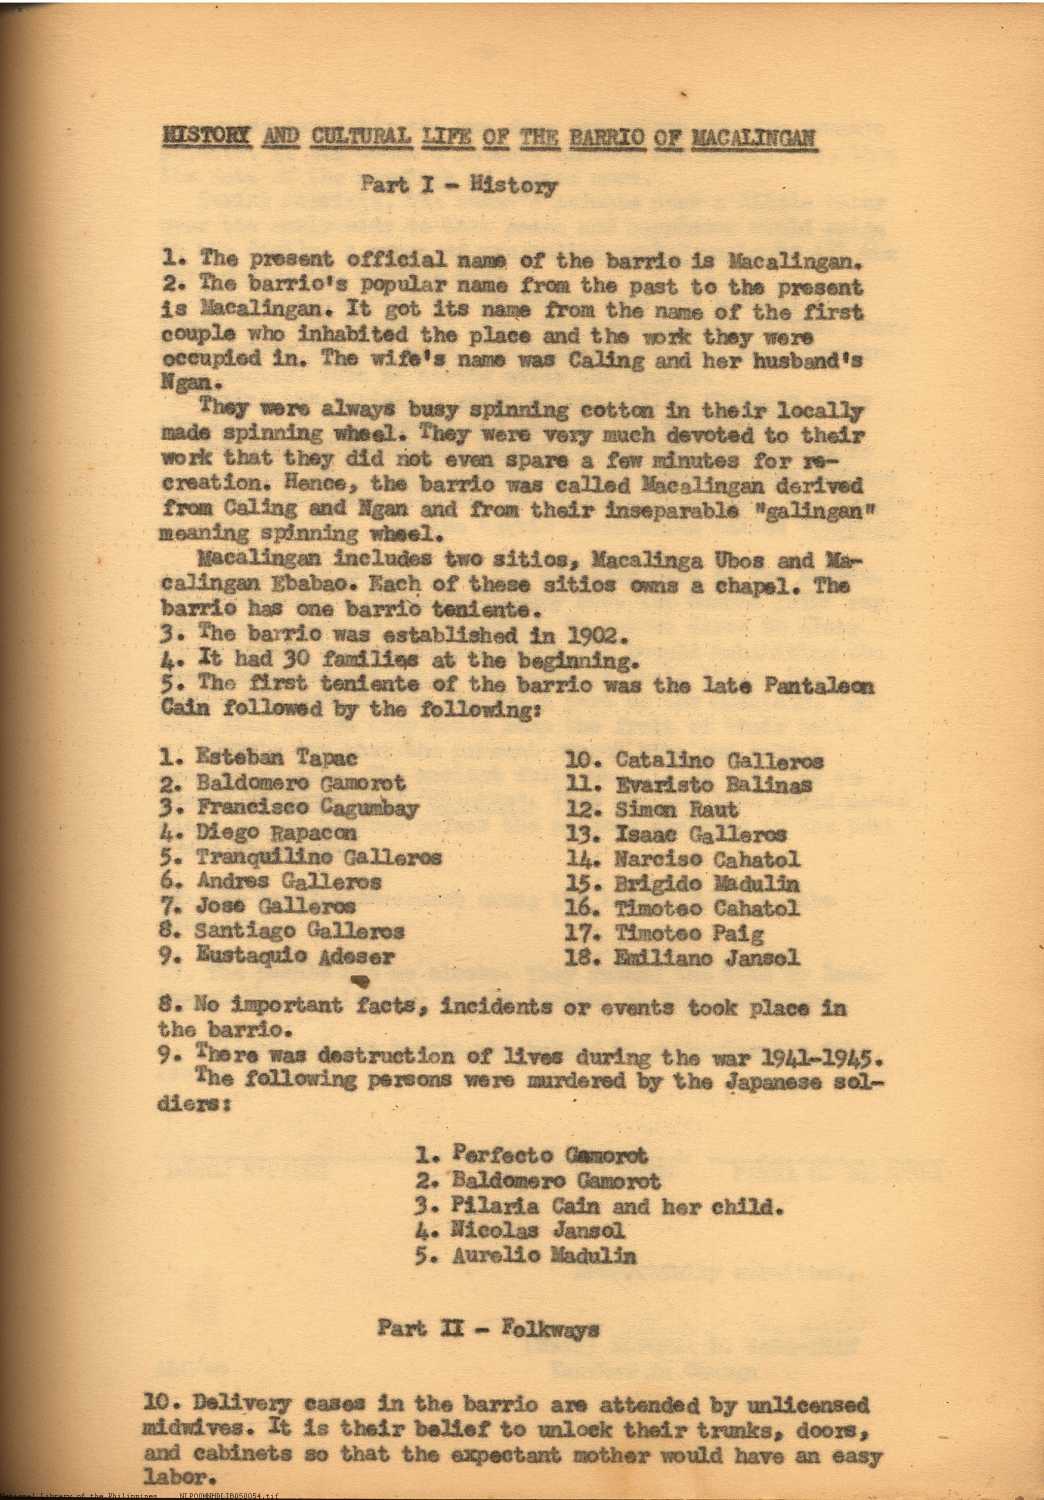 HISTORY AND CULTURAL LIFE OF THE BARRIO OF MACALINGAN
Part I - History
1. The present official name of the barrio is Macalingan.
2. The barrio's popular name from the past to the present
is Macalingan. It got its name from the name of the first
couple who inhabited the place and the work they were
occupied in. The wife's name was Caling and her husband's
Ngan.
They were always busy spinning cotton in their locally
made spinning wheel. They were very much devoted to their
work that they did not even spare a few minutes for re-
creation. Hence, the barrio was called Macalingan derived
from Caling and Ngan and from their inseparable "galingan"
meaning spinning wheel.
Macalingan includes two sitios, Macalinga Ubos and Ma-
calingan Ebabao. Each of these sitios owns a chapel. The
barrio has one barrio teniente.
3. The barrio was established in 1902.
4. It had 30 families at the beginning.
5. The first teniente of the barrio was the late Pantaleon
Cain followed by the following:
1. Esteban Tapac
2. Baldomero Gamorot
3. Francisco Cagumbay
4. Diego Rapacon
5. Tranquilino Galleros
6. Andres Galleros
7. Jose Galleros
8. Santiago Galleros
9. Eustaquio Adeser
10. Catalino Galleros
11. Evaristo Balinas
12. Simon Raut
13. Isaac Galleros
14. Narciso Cahatol
15. Brigido Madulin
16. Timoteo Cahatol
17. Timoteo Paig
18. Emiliano Jansol
8. No important facts, incidents or events took place in
the barrio.
9. There was destruction of lives during the war 1941-1945.
The following persons were murdered by the Japanese sol-
diers:
1. Perfecto Gamorot
2. Baldomero Gamorot
3. Pilaria Cain and her child.
4. Nicolas Jansol
5. Aurelio Madulin
Part II - Folkways
10. Delivery cases in the barrio are attended by unlicensed
midwives. It is their belief to unlock their trunks, doors,
and cabinets so that the expectant mother would have an easy
labor.
National Library of the Philippines